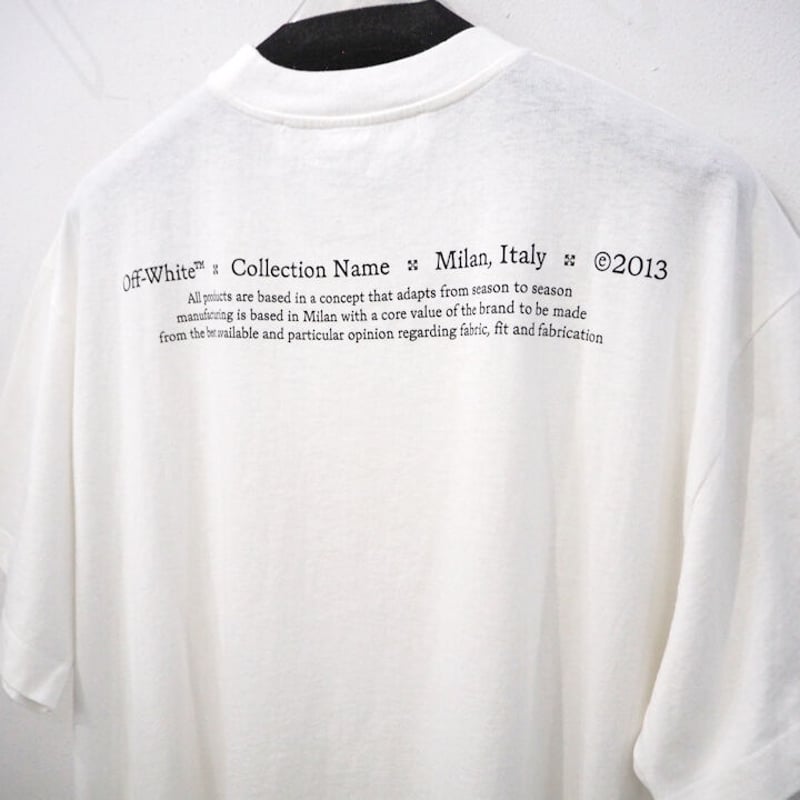 Off-White™ Collection Name Milan, Italy ©2013
All products are based in a concept that adapts from season to season
manufacturing is based in Milan with a core value of the brand to be made
from the best available and particular opinion regarding fabric, fit and fabrication